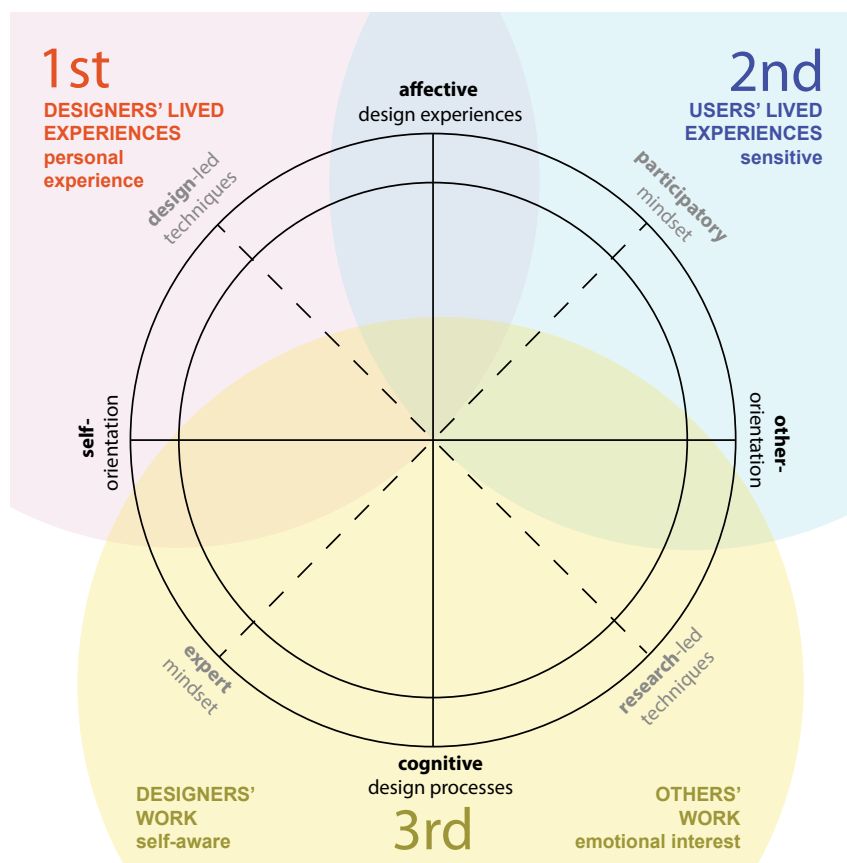 1st
DESIGNERS’ LIVED
EXPERIENCES
personal
experience
affective
design experiences
2nd
USERS’ LIVED
EXPERIENCES
sensitive
design-led
techniques
participatory
mindset
self-
orientation
other-
orientation
expert
mindset
research-led
techniques
cognitive
design processes
3rd
DESIGNERS’
WORK
self-aware
OTHERS’
WORK
emotional interest